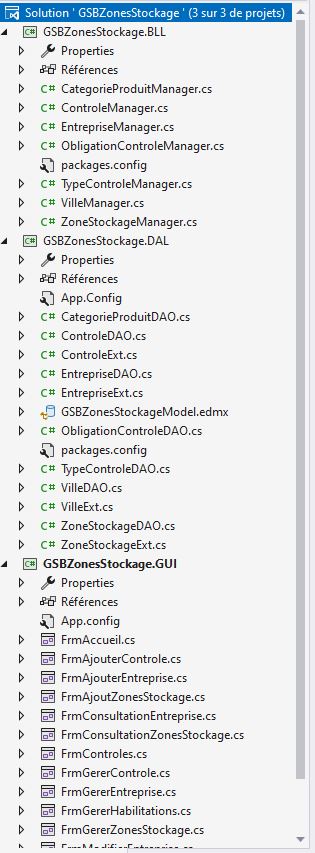 Solution ' GSBZonesStockage ' (3 sur 3 de projets)
C# GSBZonesStockage.BLL
Properties
Références
C# CategorieProduitManager.cs
C# ControleManager.cs
C# EntrepriseManager.cs
C# ObligationControleManager.cs
packages.config
C# TypeControleManager.cs
C# VilleManager.cs
C# ZoneStockageManager.cs
C# GSBZonesStockage.DAL
Properties
Références
App.Config
C# CategorieProduitDAO.cs
C# ControleDAO.cs
C# ControleExt.cs
C# EntrepriseDAO.cs
C# EntrepriseExt.cs
GSBZonesStockageModel.edmx
C# ObligationControleDAO.cs
packages.config
C# TypeControleDAO.cs
C# VilleDAO.cs
C# VilleExt.cs
C# ZoneStockageDAO.cs
C# ZoneStockageExt.cs
C# GSBZonesStockage.GUI
Properties
Références
App.config
FrmAccueil.cs
FrmAjouterControle.cs
FrmAjouterEntreprise.cs
FrmAjoutZonesStockage.cs
FrmConsultationEntreprise.cs
FrmConsultationZonesStockage.cs
FrmControles.cs
FrmGererControle.cs
FrmGererEntreprise.cs
FrmGererHabilitations.cs
FrmGererZonesStockage.cs
FrmModifierEntreprise.cs